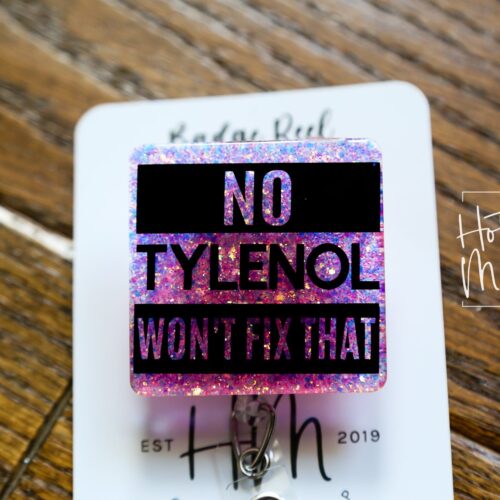 Badge Reel
NO
TYLENOL
WON'T FIX THAT
EST
2019